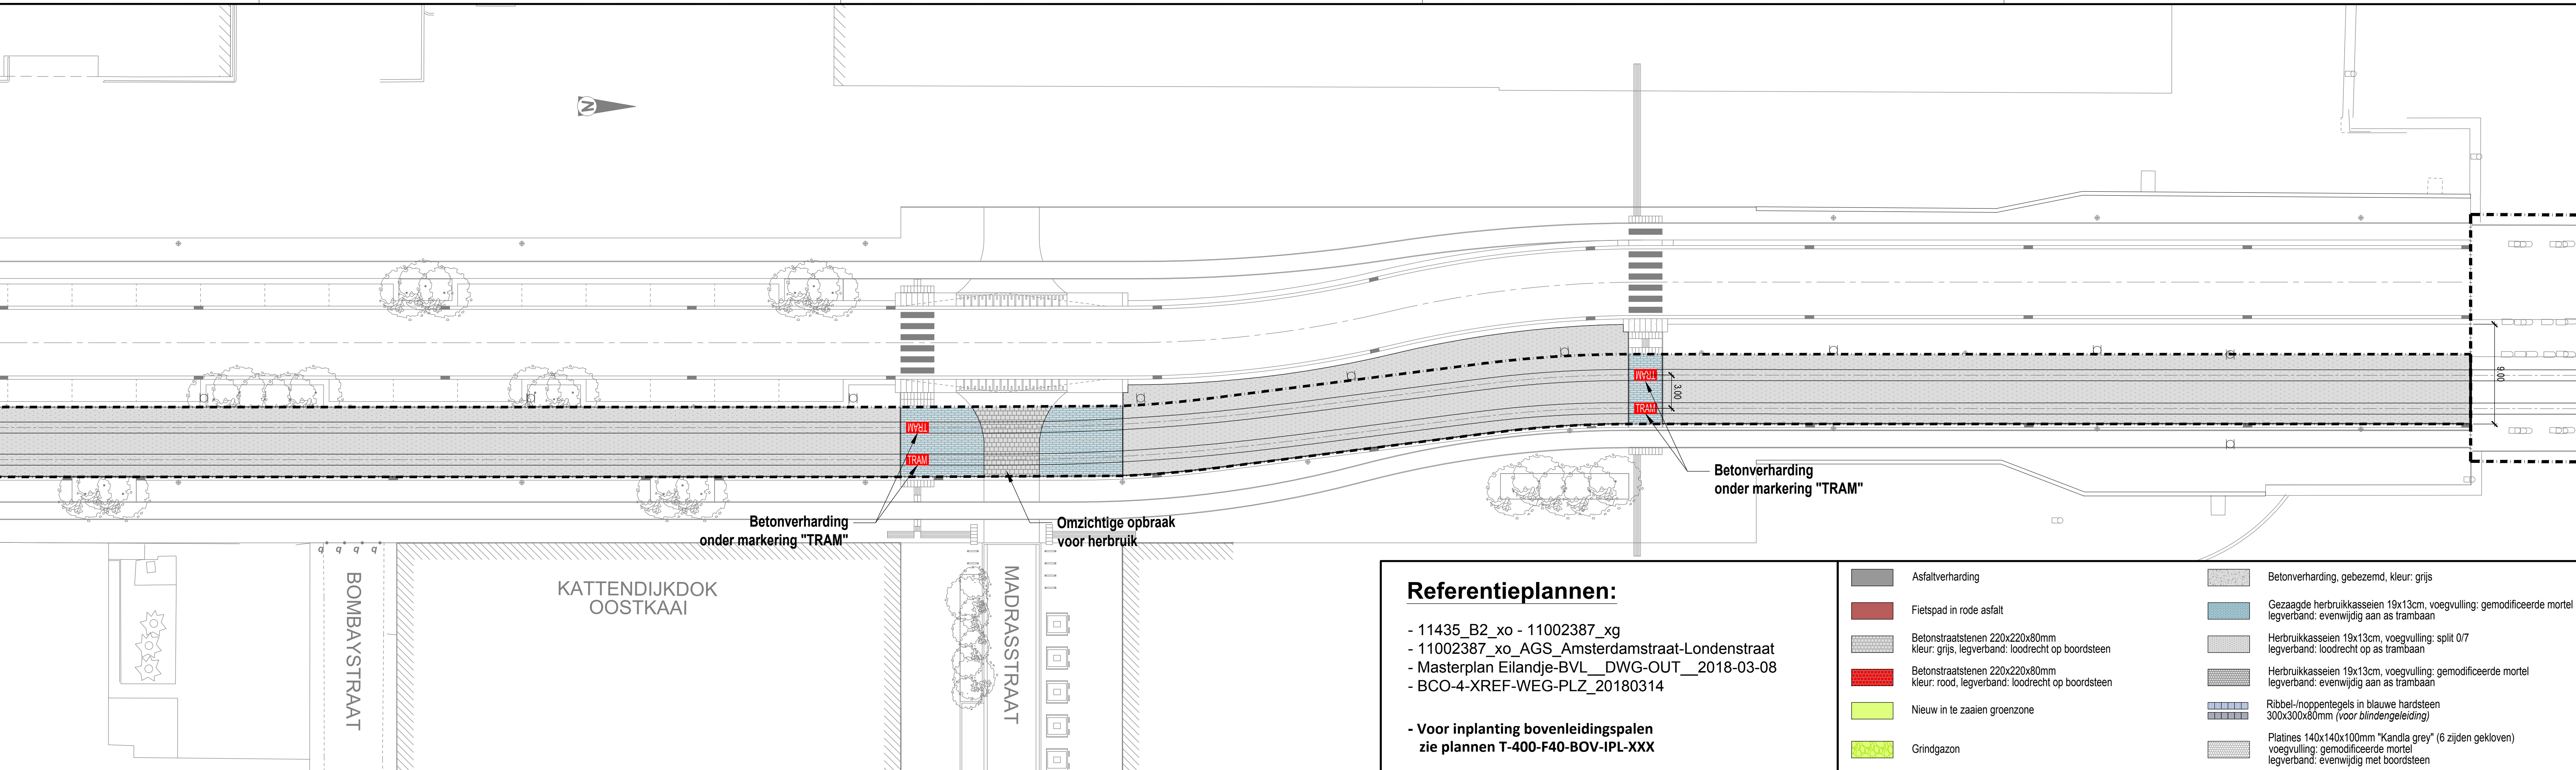 N
TRAM
TRAM
TRAM
TRAM
3.00
9.00
Betonverharding
onder markering "TRAM"
Betonverharding
onder markering "TRAM"
Omzichtige opbraak
voor herbruik
BOMBAYSTRAAT
KATTENDIJKDOK
OOSTKAAI
MADRASSTRAAT
Referentieplannen:
- 11435_B2_xo - 11002387_xg
- 11002387_xo_AGS_Amsterdamstraat-Londenstraat
- Masterplan Eilandje-BVL__DWG-OUT__2018-03-08
- BCO-4-XREF-WEG-PLZ_20180314
- Voor inplanting bovenleidingspalen
zie plannen T-400-F40-BOV-IPL-XXX
Asfaltverharding
Fietspad in rode asfalt
Betonstraatstenen 220x220x80mm
kleur: grijs, legverband: loodrecht op boordsteen
Betonstraatstenen 220x220x80mm
kleur: rood, legverband: loodrecht op boordsteen
Nieuw in te zaaien groenzone
Grindgazon
Betonverharding, gebezemd, kleur: grijs
Gezaagde herbruikkasseien 19x13cm, voegvulling: gemodificeerde mortel
legverband: evenwijdig aan as trambaan
Herbruikkasseien 19x13cm, voegvulling: split 0/7
legverband: loodrecht op as trambaan
Herbruikkasseien 19x13cm, voegvulling: gemodificeerde mortel
legverband: evenwijdig aan as trambaan
Ribbel-/noppentegels in blauwe hardsteen
300x300x80mm (voor blindengeleiding)
Platines 140x140x100mm "Kandla grey" (6 zijden gekloven)
voegvulling: gemodificeerde mortel
legverband: evenwijdig met boordsteen